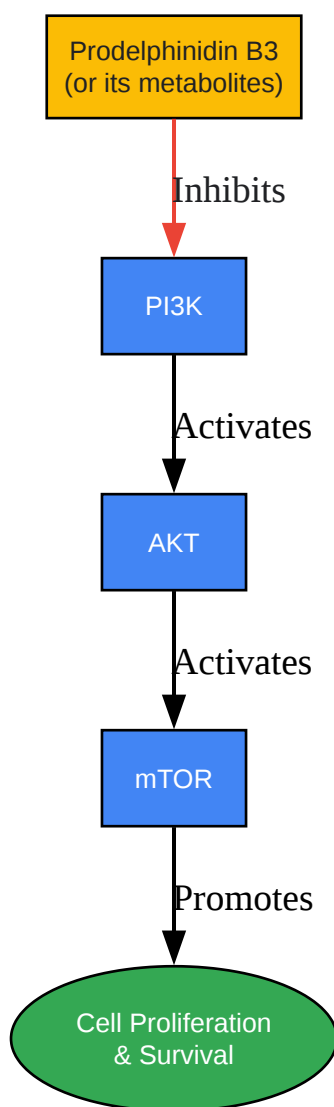 Prodelphinidin B3
(or its metabolites)
Inhibits
PI3K
Activates
AKT
Activates
mTOR
Promotes
Cell Proliferation
& Survival